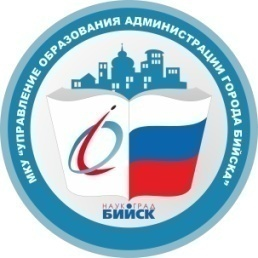 МКУ "УПРАВЛЕНИЕ ОБРАЗОВАНИЯ АДМИНИСТРАЦИИ ГОРОДА БИЙСКА"
НАУКОГРАД
БИЙСК